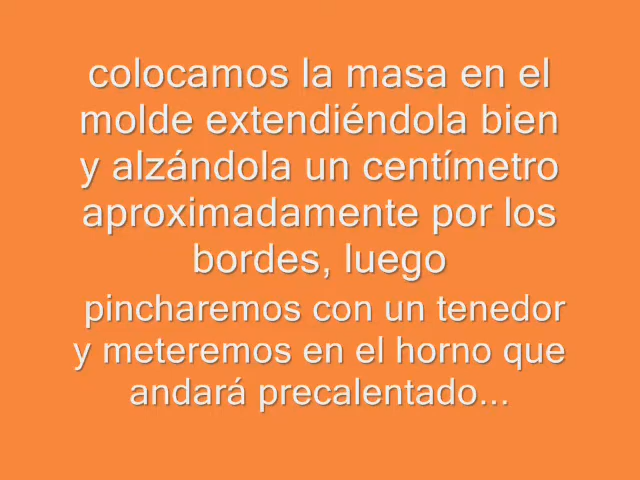 colocamos la masa en el
molde extendiéndola bien
y alzándola un centímetro
aproximadamente por los
bordes, luego
pincharemos con un tenedor
y meteremos en el horno que
andará precalentado...